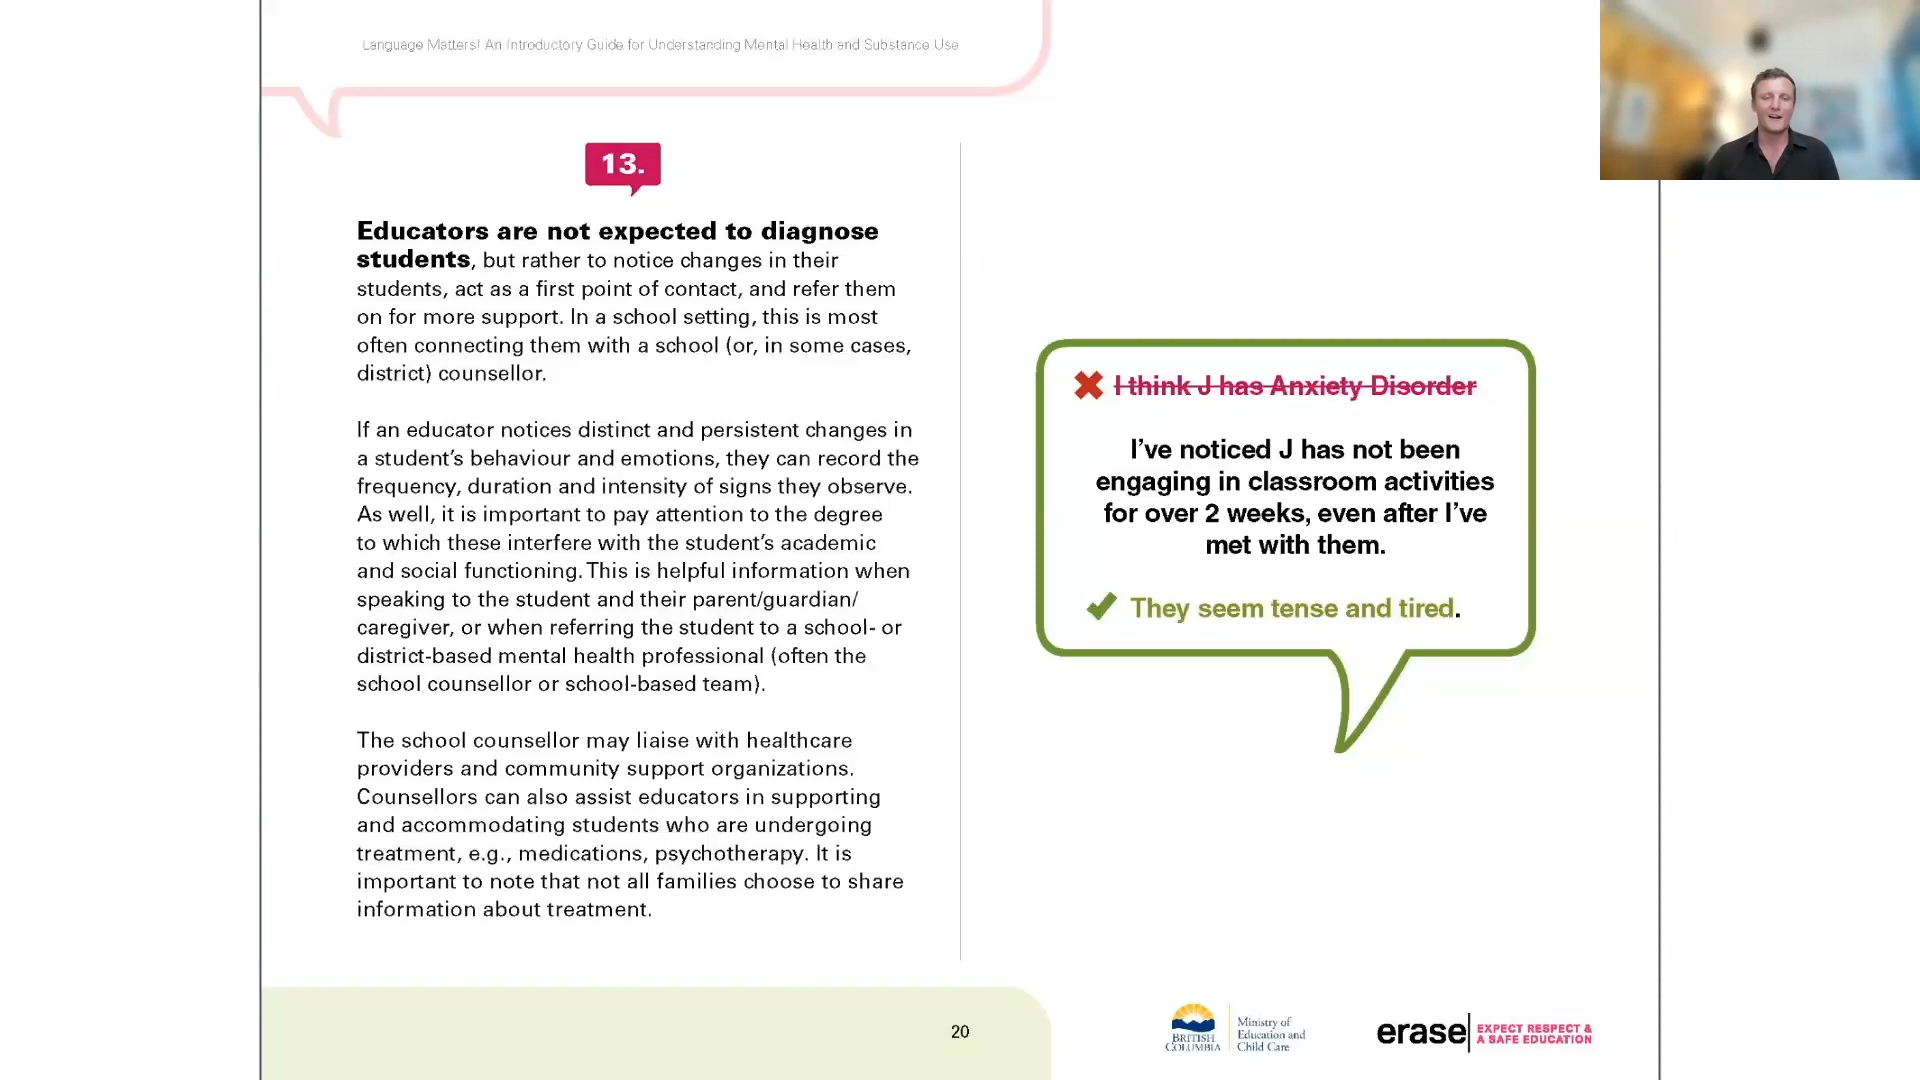 Language Matters! An Introductory Guide for Understanding Mental Health and Substance Use
13.
Educators are not expected to diagnose
students, but rather to notice changes in their
students, act as a first point of contact, and refer them
on for more support. In a school setting, this is most
often connecting them with a school (or, in some cases,
district) counsellor.
If an educator notices distinct and persistent changes in
a student’s behaviour and emotions, they can record the
frequency, duration and intensity of signs they observe.
As well, it is important to pay attention to the degree
to which these interfere with the student’s academic
and social functioning. This is helpful information when
speaking to the student and their parent/guardian/
caregiver, or when referring the student to a school- or
district-based mental health professional (often the
school counsellor or school-based team).
The school counsellor may liaise with healthcare
providers and community support organizations.
Counsellors can also assist educators in supporting
and accommodating students who are undergoing
treatment, e.g., medications, psychotherapy. It is
important to note that not all families choose to share
information about treatment.
I think J has Anxiety Disorder
I’ve noticed J has not been
engaging in classroom activities
for over 2 weeks, even after I’ve
met with them.
They seem tense and tired.
20
BRITISH
COLUMBIA
Ministry of
Education and
Child Care
erase
EXPECT RESPECT &
A SAFE EDUCATION